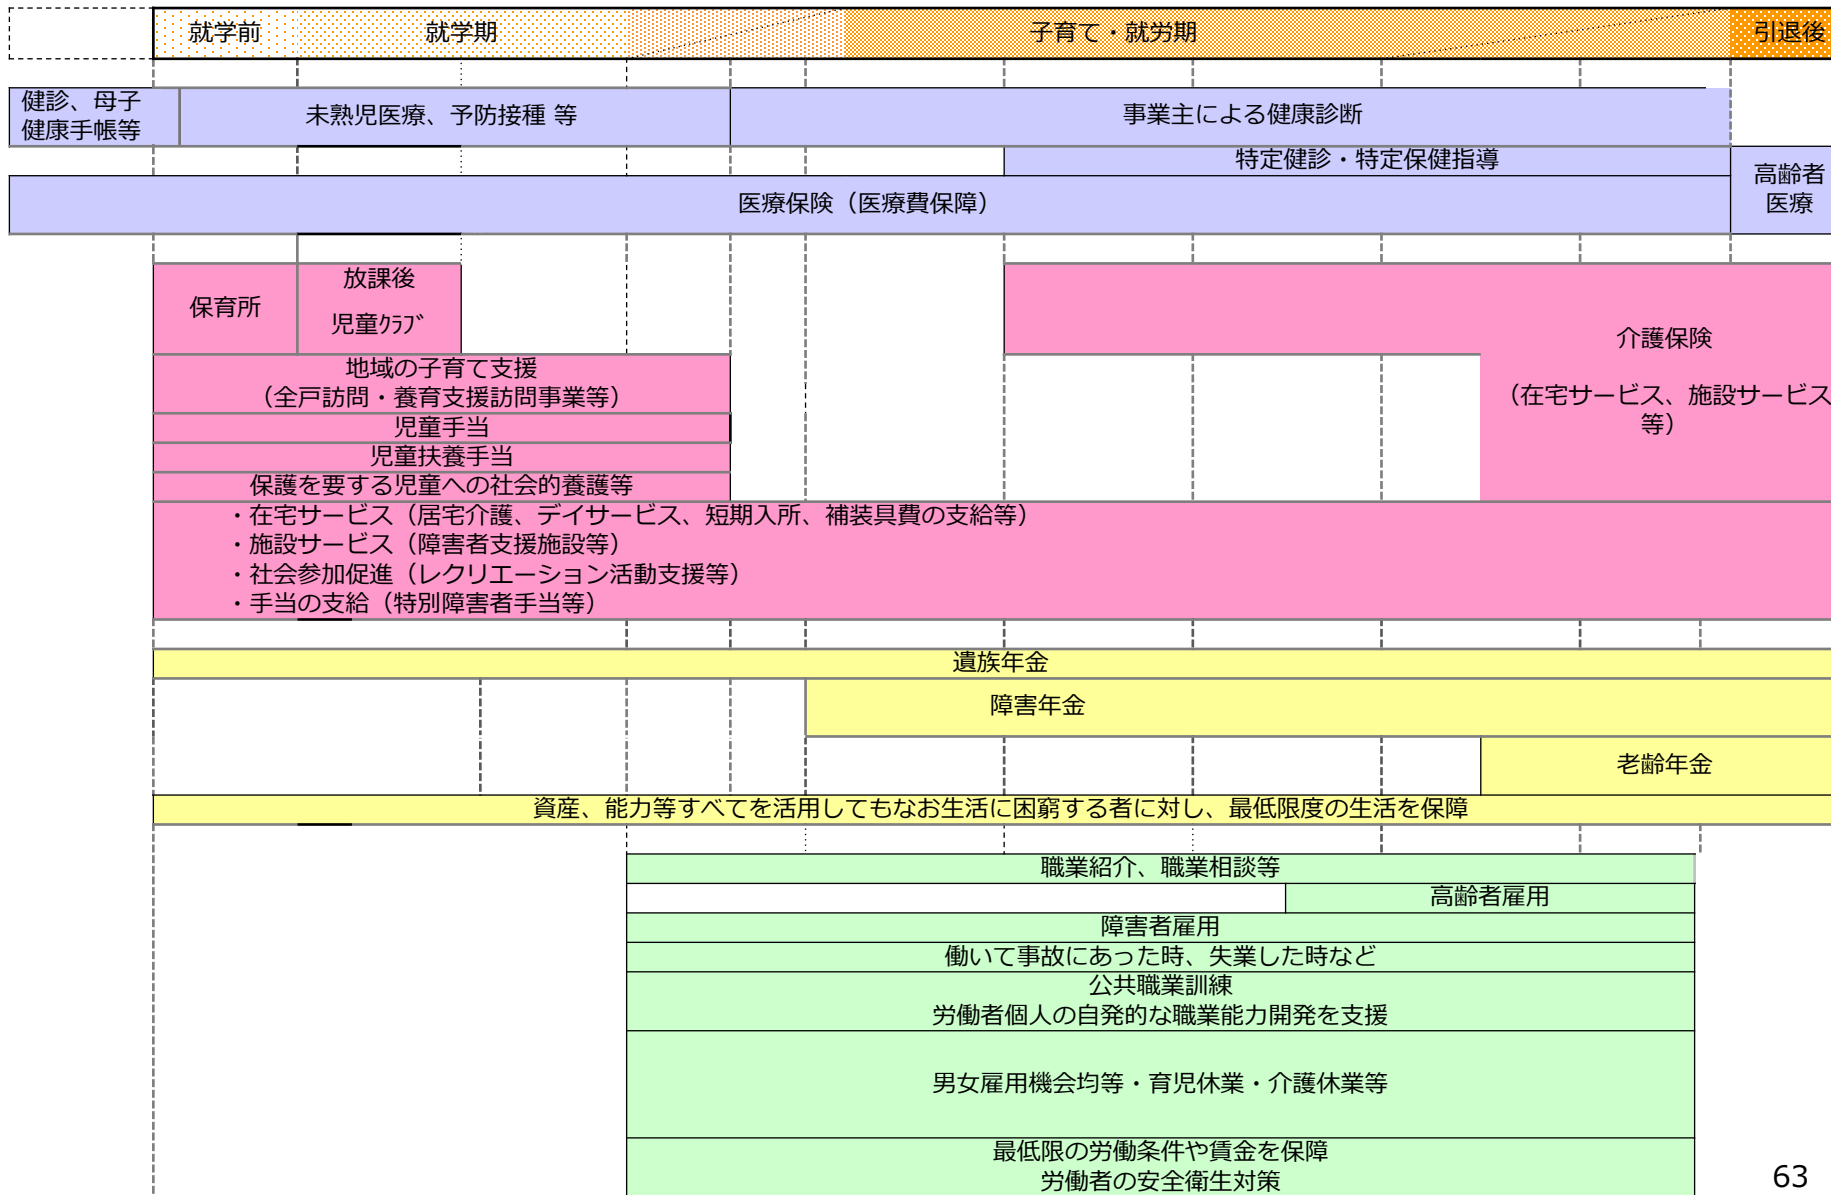 就学前
就学期
子育て・就労期
引退後
健診、母子
健康手帳等
未熟児医療、予防接種 等
事業主による健康診断
特定健診・特定保健指導
高齢者
医療
医療保険（医療費保障）
保育所
放課後
児童ｸﾗﾌﾞ
介護保険
（在宅サービス、施設サービス
等）
地域の子育て支援
（全戸訪問・養育支援訪問事業等）
児童手当
児童扶養手当
保護を要する児童への社会的養護等
・在宅サービス（居宅介護、デイサービス、短期入所、補装具費の支給等）
・施設サービス（障害者支援施設等）
・社会参加促進（レクリエーション活動支援等）
・手当の支給（特別障害者手当等）
遺族年金
障害年金
老齢年金
資産、能力等すべてを活用してもなお生活に困窮する者に対し、最低限度の生活を保障
職業紹介、職業相談等
高齢者雇用
障害者雇用
働いて事故にあった時、失業した時など
公共職業訓練
労働者個人の自発的な職業能力開発を支援
男女雇用機会均等・育児休業・介護休業等
最低限の労働条件や賃金を保障
労働者の安全衛生対策
63